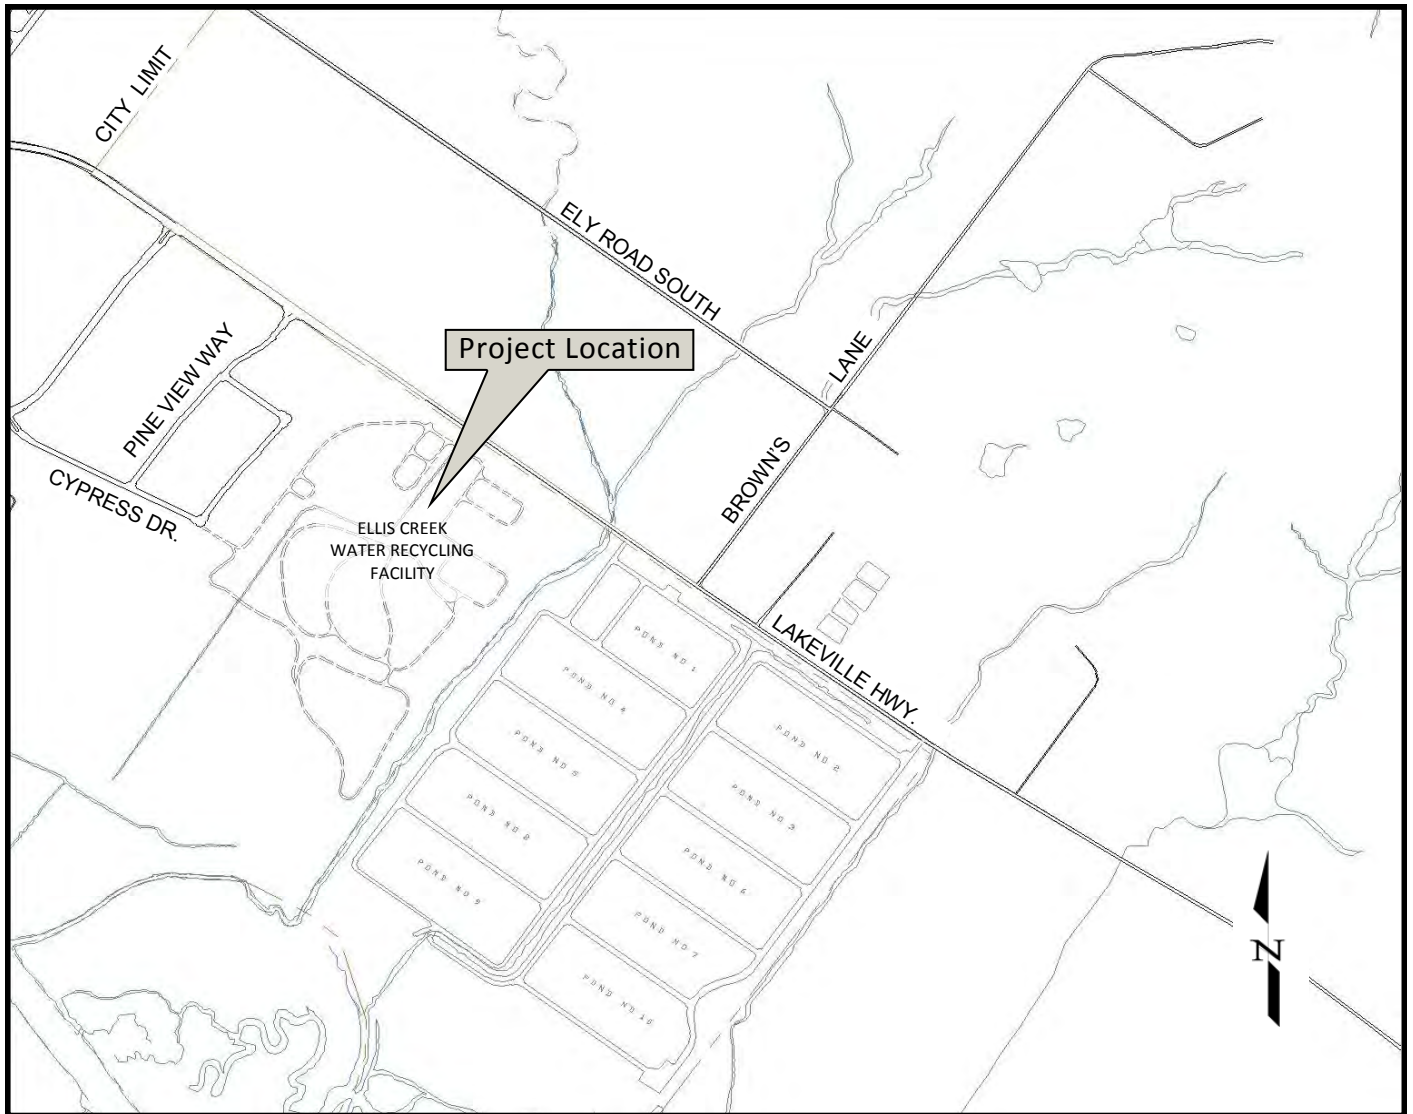 CITY LIMIT
ELY ROAD SOUTH
Project Location
PINE VIEW WAY
LANE
BROWN'S
CYPRESS DR.
ELLIS CREEK
WATER RECYCLING
FACILITY
LAKEVILLE HWY.
POND NO 1
POND NO 4
POND NO 2
POND NO 5
POND NO 3
POND NO 8
POND NO 6
POND NO 9
POND NO 7
POND NO 10
N